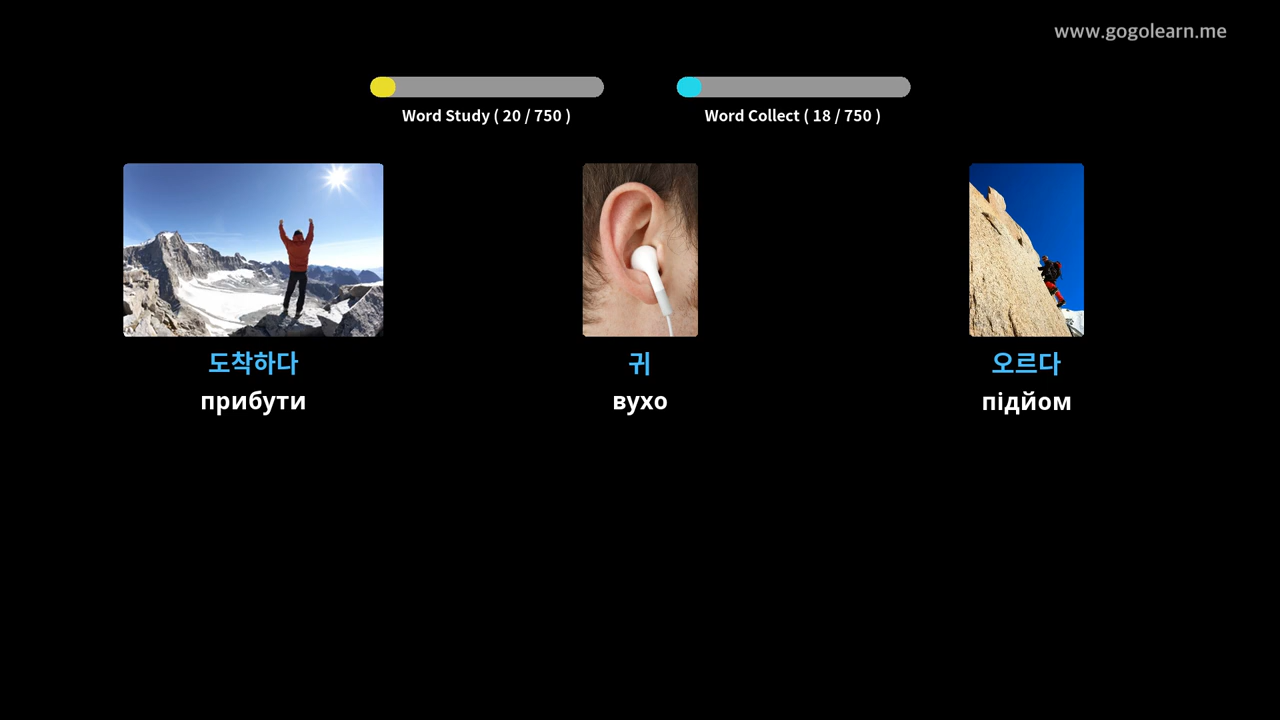 www.gogolearn.me
Word Study ( 20 / 750 )
Word Collect ( 18 / 750 )
도착하다
прибути
귀
вухо
오르다
підйом